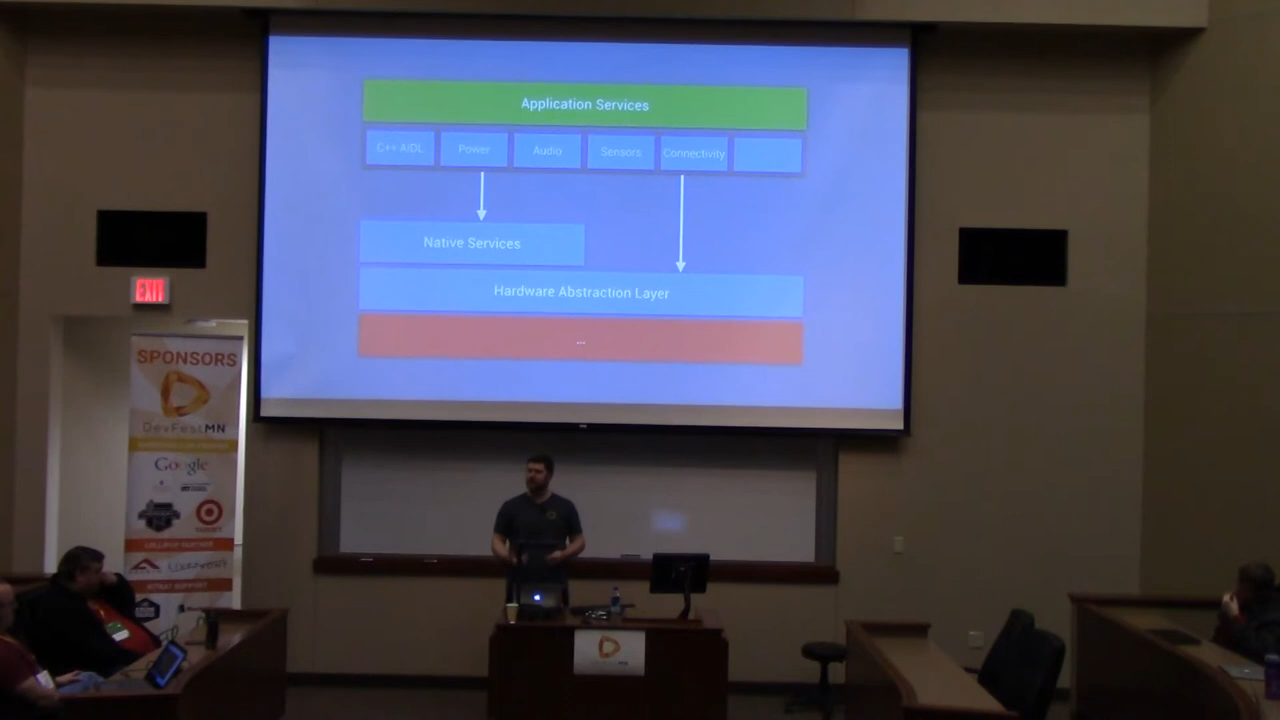 Application Services
C++ AIDL
Power
Audio
Sensors
Connectivity
Native Services
Hardware Abstraction Layer
...
EXIT
SPONSORS
DevFestMN
Google